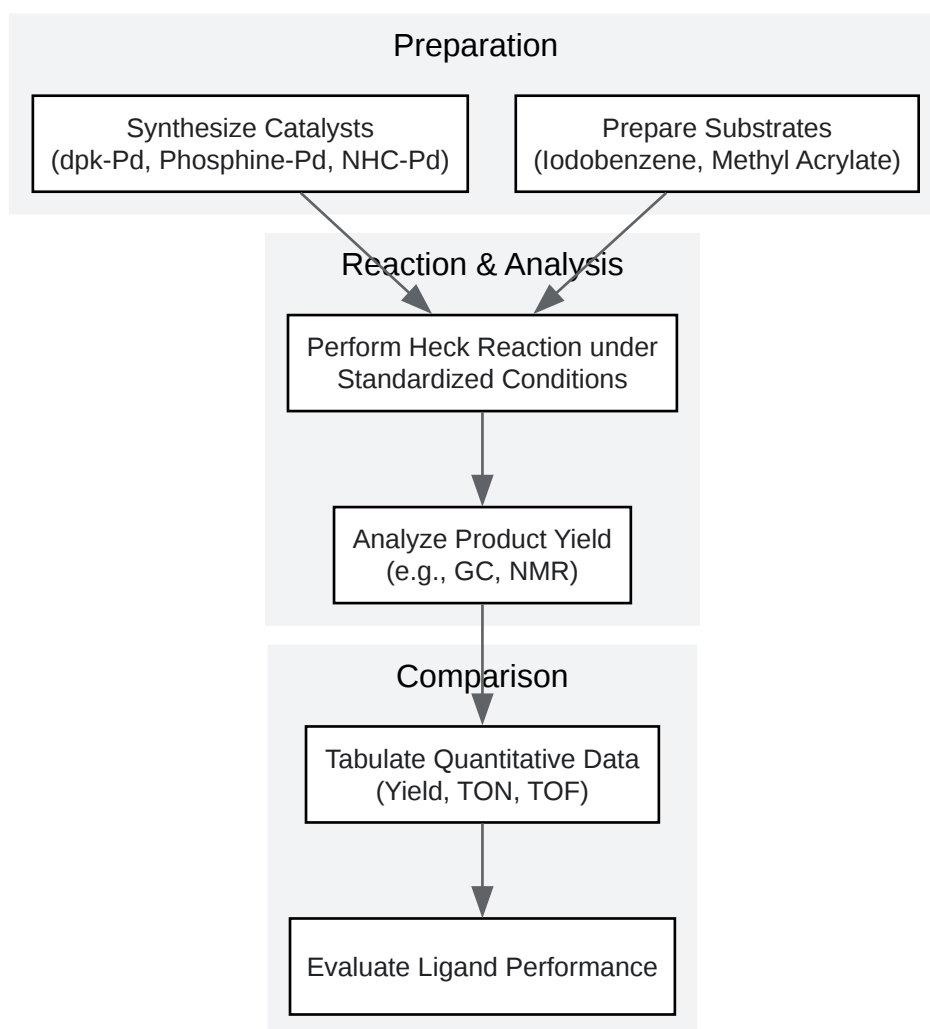 Preparation
Synthesize Catalysts
(dpk-Pd, Phosphine-Pd, NHC-Pd)
Prepare Substrates
(Iodobenzene, Methyl Acrylate)
Reaction & Analysis
Perform Heck Reaction under
Standardized Conditions
Analyze Product Yield
(e.g., GC, NMR)
Comparison
Tabulate Quantitative Data
(Yield, TON, TOF)
Evaluate Ligand Performance